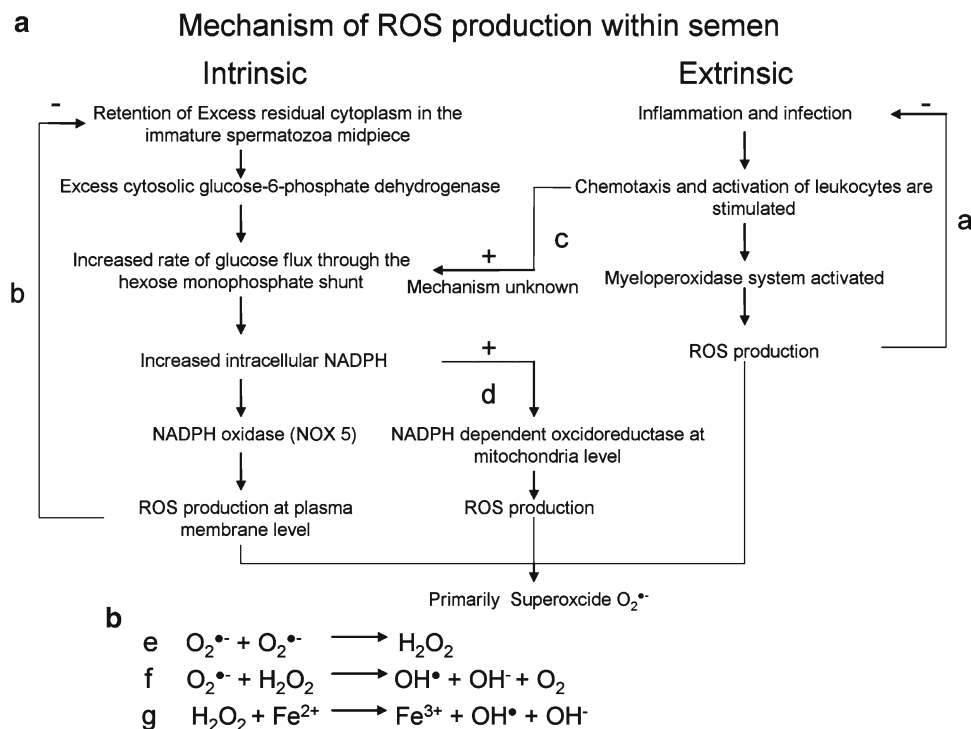 a
Mechanism of ROS production within semen
Intrinsic
Extrinsic
-
Retention of Excess residual cytoplasm in the
immature spermatozoa midpiece
Excess cytosolic glucose-6-phosphate dehydrogenase
Increased rate of glucose flux through the
hexose monophosphate shunt
b
Increased intracellular NADPH
NADPH oxidase (NOX 5)
ROS production at plasma
membrane level
-
Inflammation and infection
Chemotaxis and activation of leukocytes are
stimulated
a
c
+
Mechanism unknown
Myeloperoxidase system activated
ROS production
+
d
NADPH dependent oxcidoreductase at
mitochondria level
ROS production
Primarily Superoxcide O₂•-
b
e O₂•- + O₂•- → H₂O₂
f O₂•- + H₂O₂ → OH• + OH- + O₂
g H₂O₂ + Fe²⁺ → Fe³⁺ + OH• + OH-